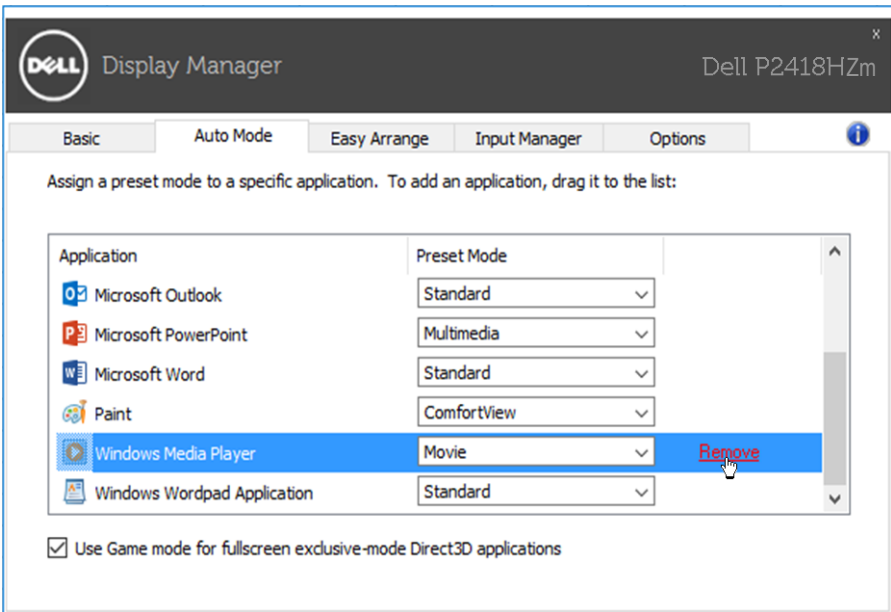 x
DELL Display Manager Dell P2418HZm
Basic Auto Mode Easy Arrange Input Manager Options i
Assign a preset mode to a specific application. To add an application, drag it to the list:
Application Preset Mode
Microsoft Outlook Standard
Microsoft PowerPoint Multimedia
Microsoft Word Standard
Paint ComfortView
Windows Media Player Movie Remove
Windows Wordpad Application Standard
Use Game mode for fullscreen exclusive-mode Direct3D applications